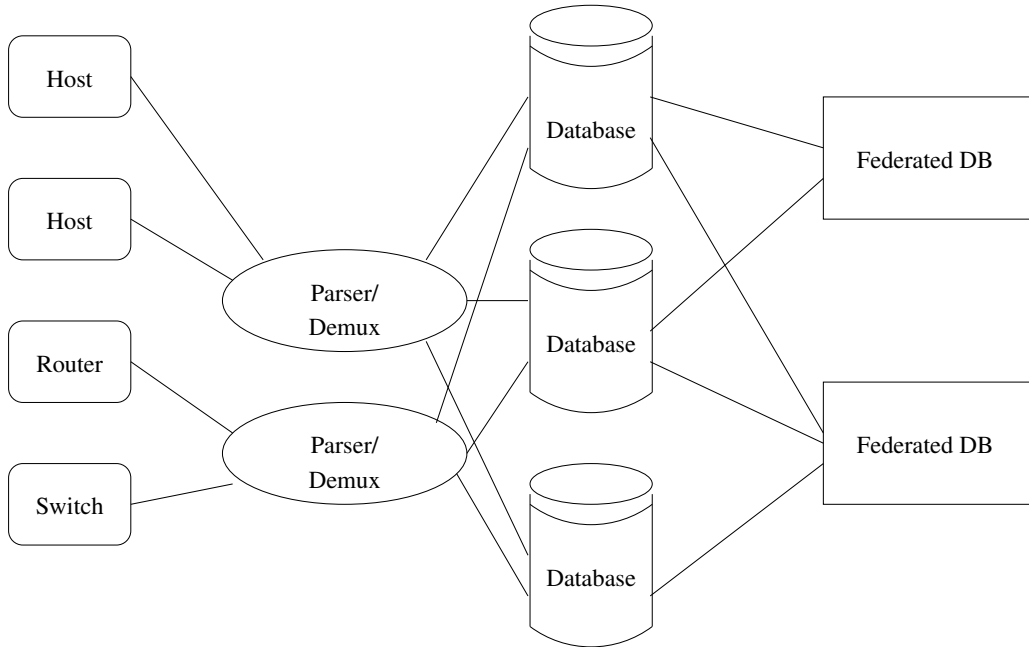 Host
Host
Router
Switch
Parser/
Demux
Parser/
Demux
Database
Database
Database
Federated DB
Federated DB